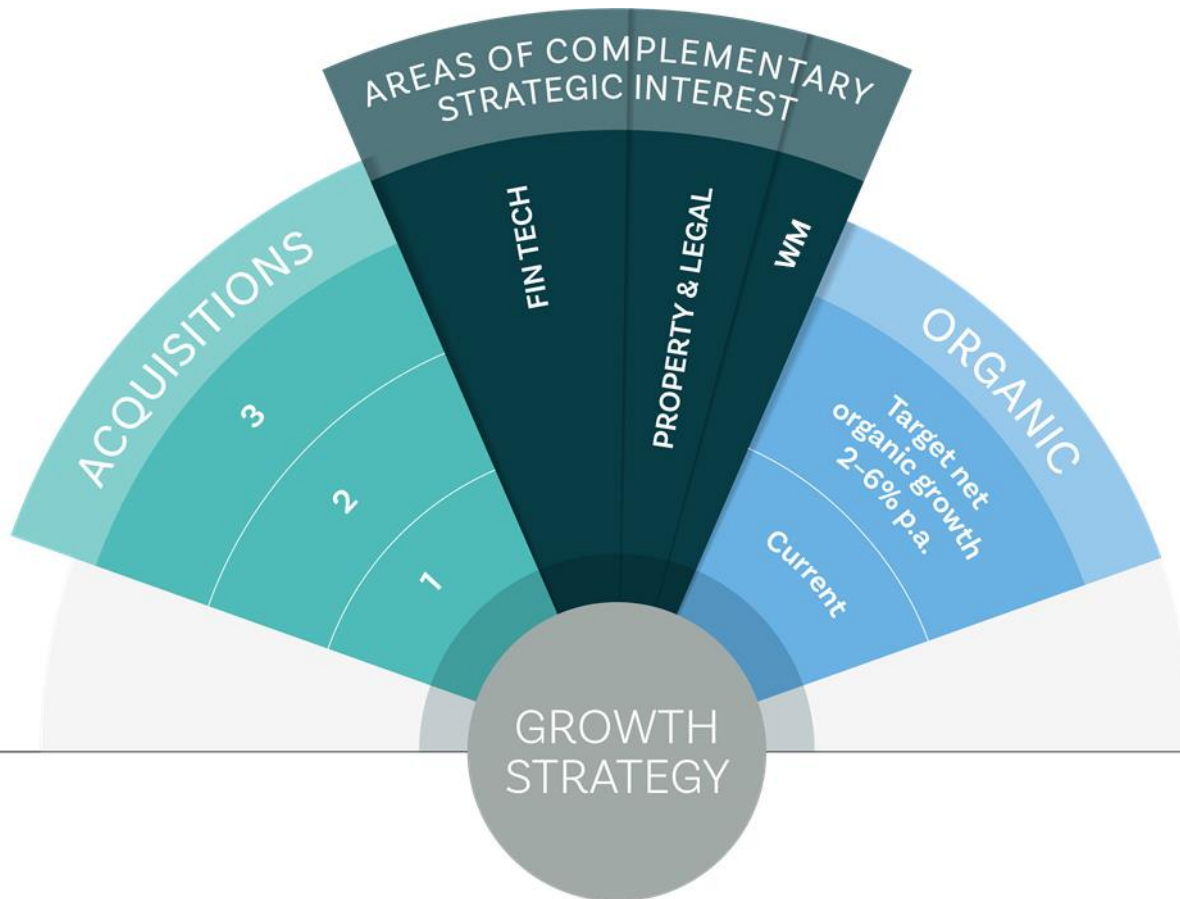 AREAS OF COMPLEMENTARY
STRATEGIC INTEREST
FIN TECH
PROPERTY & LEGAL
WM
ACQUISITIONS
3
2
1
ORGANIC
Target net
organic growth
2–6% p.a.
Current
GROWTH
STRATEGY